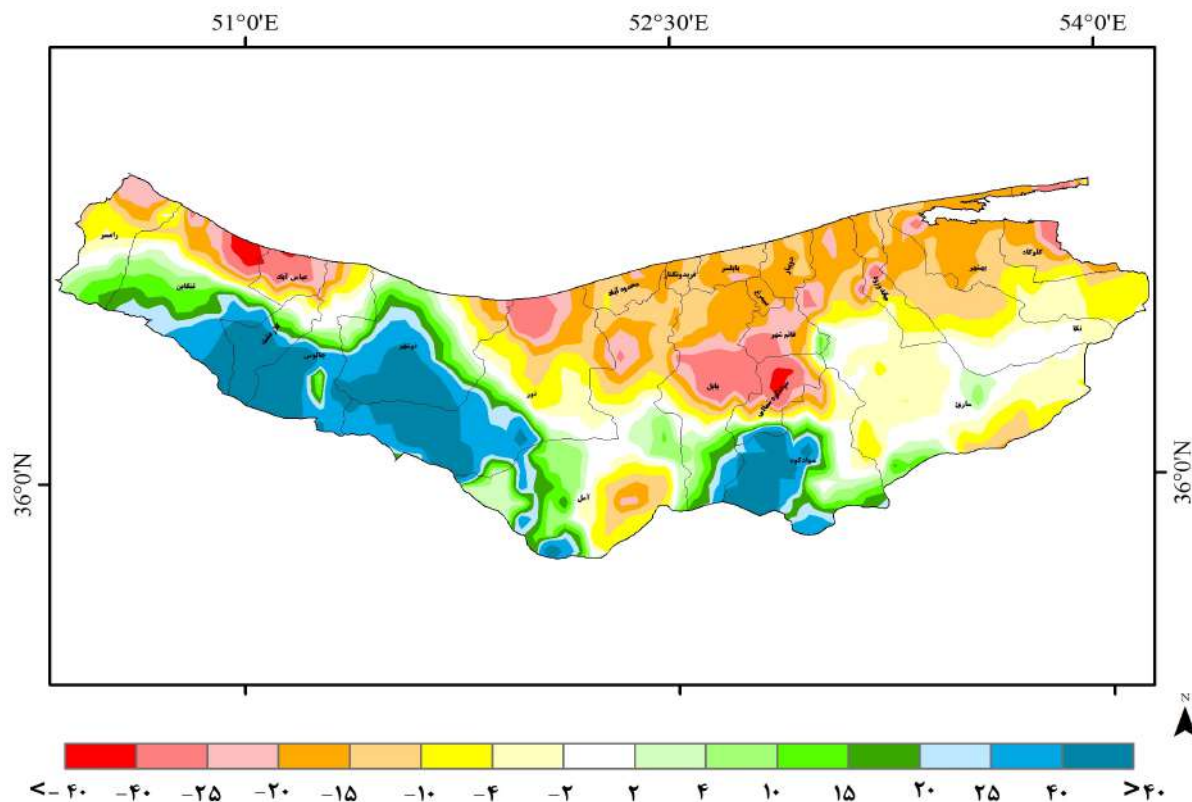 51°0'E 52°30'E 54°0'E
36°0'N
36°0'N
رامسر
تنکابن
عباس آباد
چالوس
نوشهر
نور
محمود آباد
فریدونکنار
بابلسر
جویبار
قائم شهر
بابل
آمل
سوادکوه
ساری
نکا
بهشهر
گلوگاه
میاندورود
N
<-۴۰ -۴۰ -۲۵ -۲۰ -۱۵ -۱۰ -۴ -۲ ۲ ۴ ۱۰ ۱۵ ۲۰ ۲۵ ۴۰ >۴۰